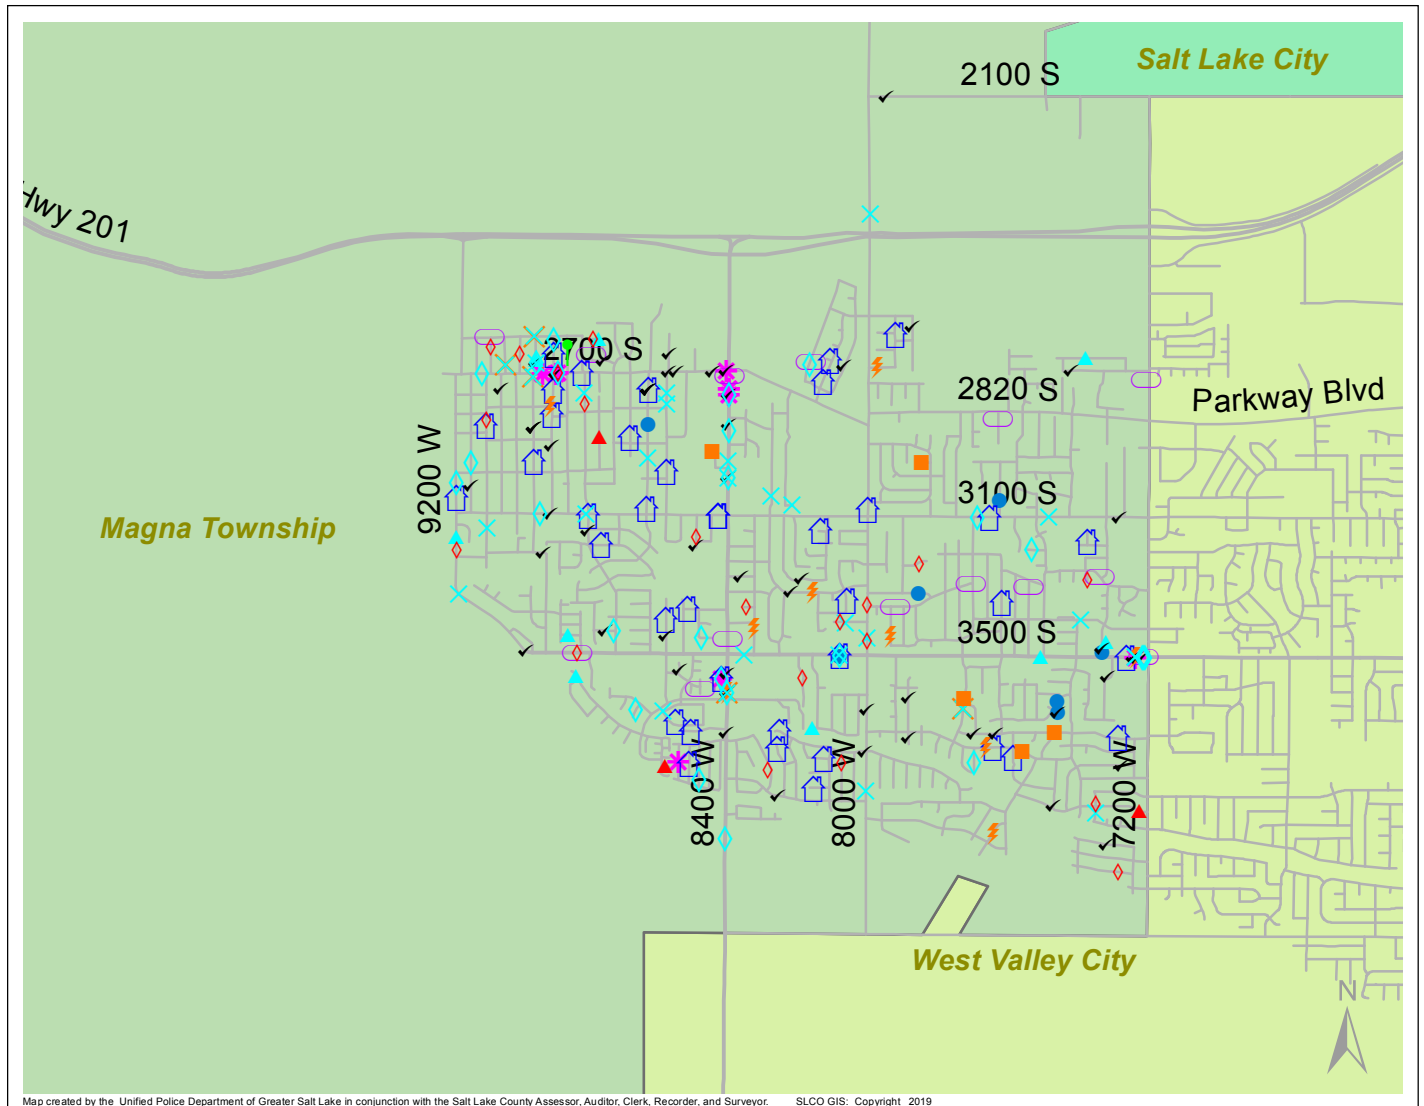 Salt Lake City
2100 S
Hwy 201
2700 S
2820 S
Parkway Blvd
9200 W
3100 S
Magna Township
3500 S
8400 W
8000 W
7200 W
West Valley City
N
Map created by the Unified Police Department of Greater Salt Lake in conjunction with the Salt Lake County Assessor, Auditor, Clerk, Recorder, and Surveyor. SLCO GIS: Copyright 2019